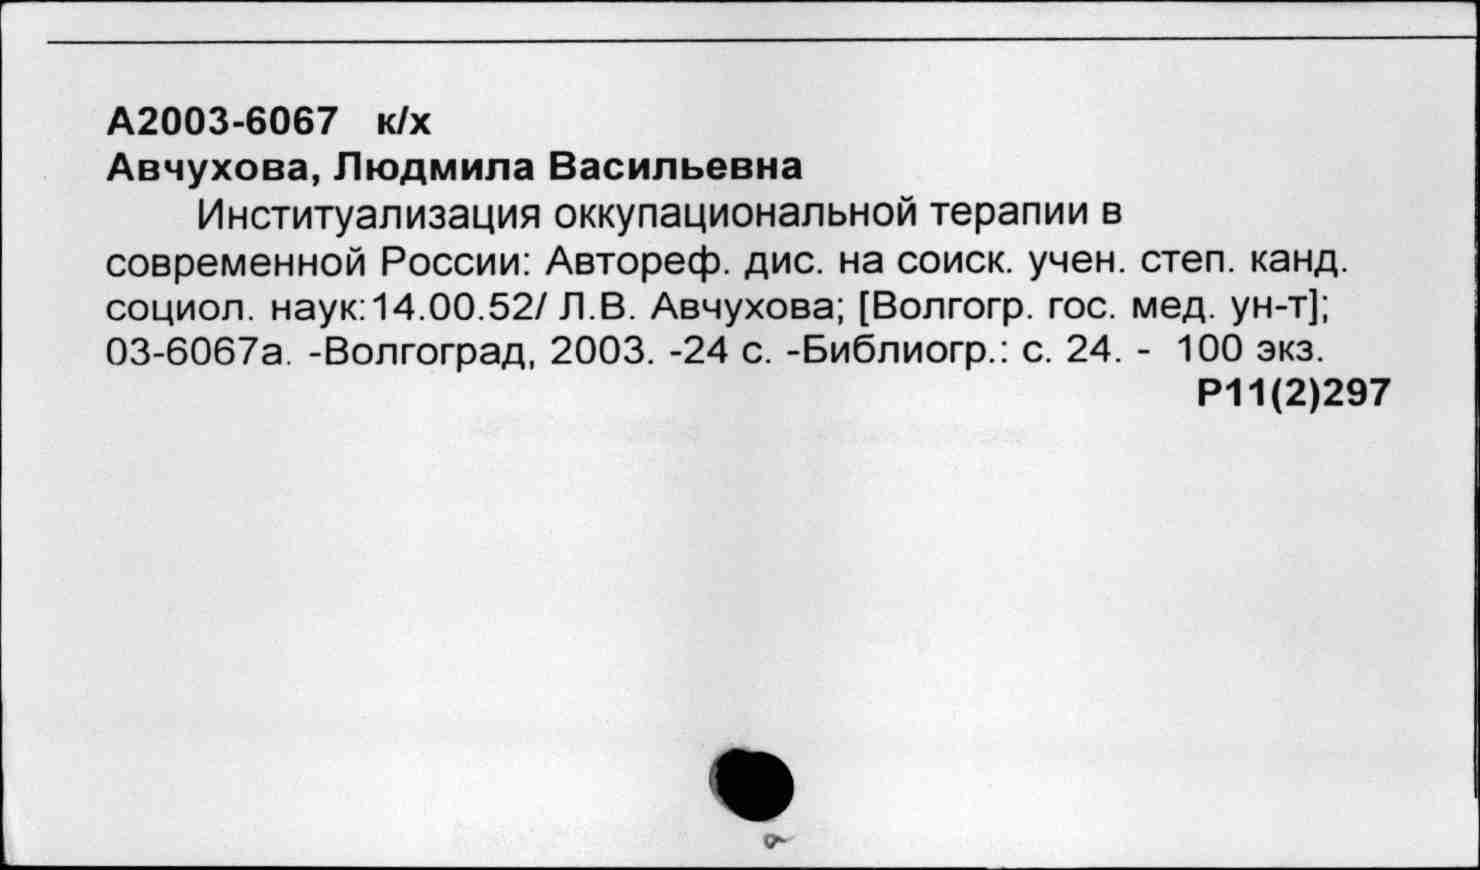 А2003-6067 к/х
Авчухова, Людмила Васильевна
Институализация оккупациональной терапии в
современной России: Автореф. дис. на соиск. учен. степ. канд.
социол. наук:14.00.52/ Л.В. Авчухова; [Волгогр. гос. мед. ун-т];
03-6067а. -Волгоград, 2003. -24 с. -Библиогр.: с. 24. - 100 экз.
Р11(2)297